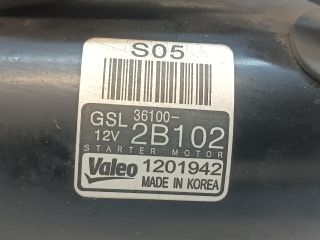 S05
GSL 36100-
12V 2B102
STARTER MOTOR
Valeo 1201942
MADE IN KOREA